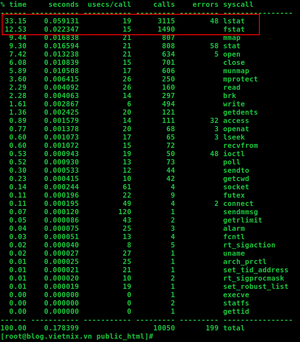 % time seconds usecs/call calls errors syscall
------ ----------- ----------- --------- --------- ----------------
33.15 0.059131 19 3115 48 lstat
12.53 0.022347 15 1490 fstat
9.44 0.016838 21 807 mmap
9.30 0.016594 21 808 58 stat
7.42 0.013238 21 634 5 open
6.08 0.010839 15 701 close
5.89 0.010508 17 606 munmap
3.60 0.006415 26 250 mprotect
2.29 0.004092 26 160 read
2.28 0.004063 14 297 brk
1.61 0.002867 6 494 write
1.36 0.002425 20 121 getdents
0.89 0.001579 14 111 32 access
0.77 0.001378 20 68 3 openat
0.60 0.001073 17 65 3 lseek
0.60 0.001072 15 72 recvfrom
0.53 0.000943 19 50 48 ioctl
0.52 0.000930 13 73 poll
0.30 0.000533 12 44 sendto
0.23 0.000415 10 42 getcwd
0.14 0.000244 61 4 socket
0.11 0.000196 22 9 futex
0.11 0.000195 49 4 2 connect
0.07 0.000120 120 1 sendmmsg
0.05 0.000086 43 2 getrlimit
0.04 0.000075 25 3 alarm
0.03 0.000051 13 4 fcntl
0.02 0.000040 8 5 rt_sigaction
0.02 0.000027 27 1 uname
0.01 0.000025 25 1 arch_prctl
0.01 0.000021 21 1 set_tid_address
0.01 0.000020 10 2 rt_sigprocmask
0.01 0.000019 19 1 set_robust_list
0.00 0.000000 0 1 execve
0.00 0.000000 0 2 statfs
0.00 0.000000 0 1 gettid
------ ----------- ----------- --------- --------- ----------------
100.00 0.178399 10050 199 total
[root@blog.vietnix.vn public_html]#